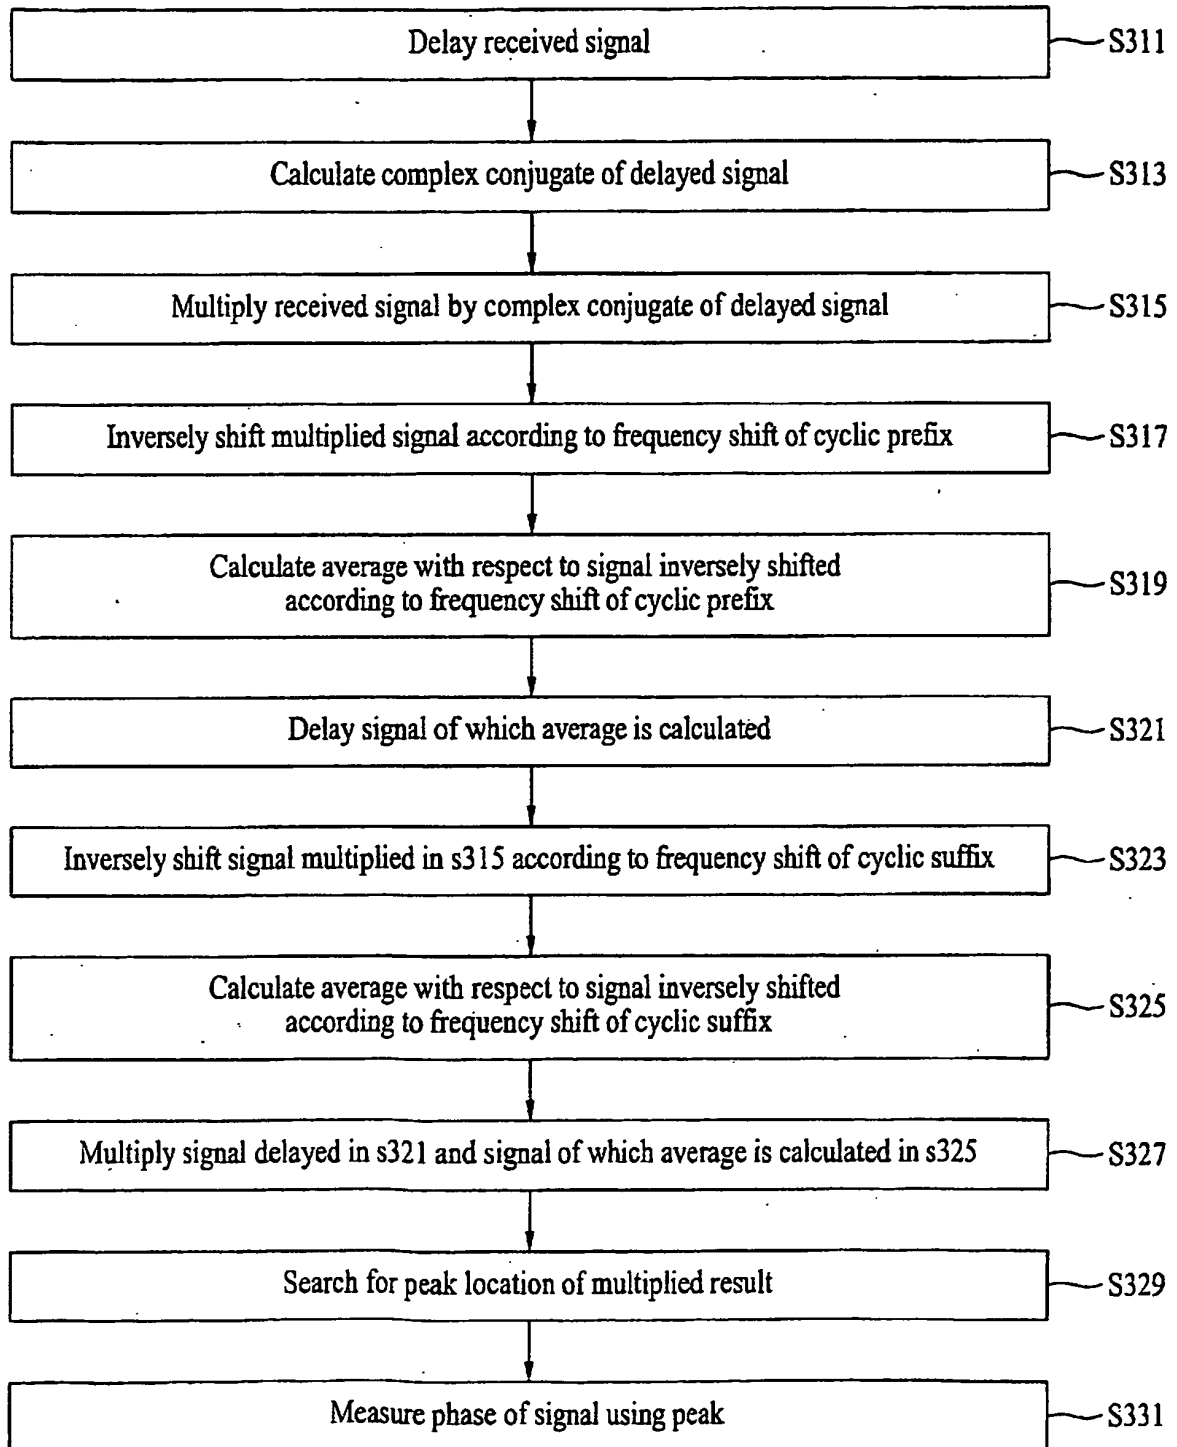 Delay received signal S311
Calculate complex conjugate of delayed signal S313
Multiply received signal by complex conjugate of delayed signal S315
Inversely shift multiplied signal according to frequency shift of cyclic prefix S317
Calculate average with respect to signal inversely shifted
according to frequency shift of cyclic prefix S319
Delay signal of which average is calculated S321
Inversely shift signal multiplied in s315 according to frequency shift of cyclic suffix S323
Calculate average with respect to signal inversely shifted
according to frequency shift of cyclic suffix S325
Multiply signal delayed in s321 and signal of which average is calculated in s325 S327
Search for peak location of multiplied result S329
Measure phase of signal using peak S331